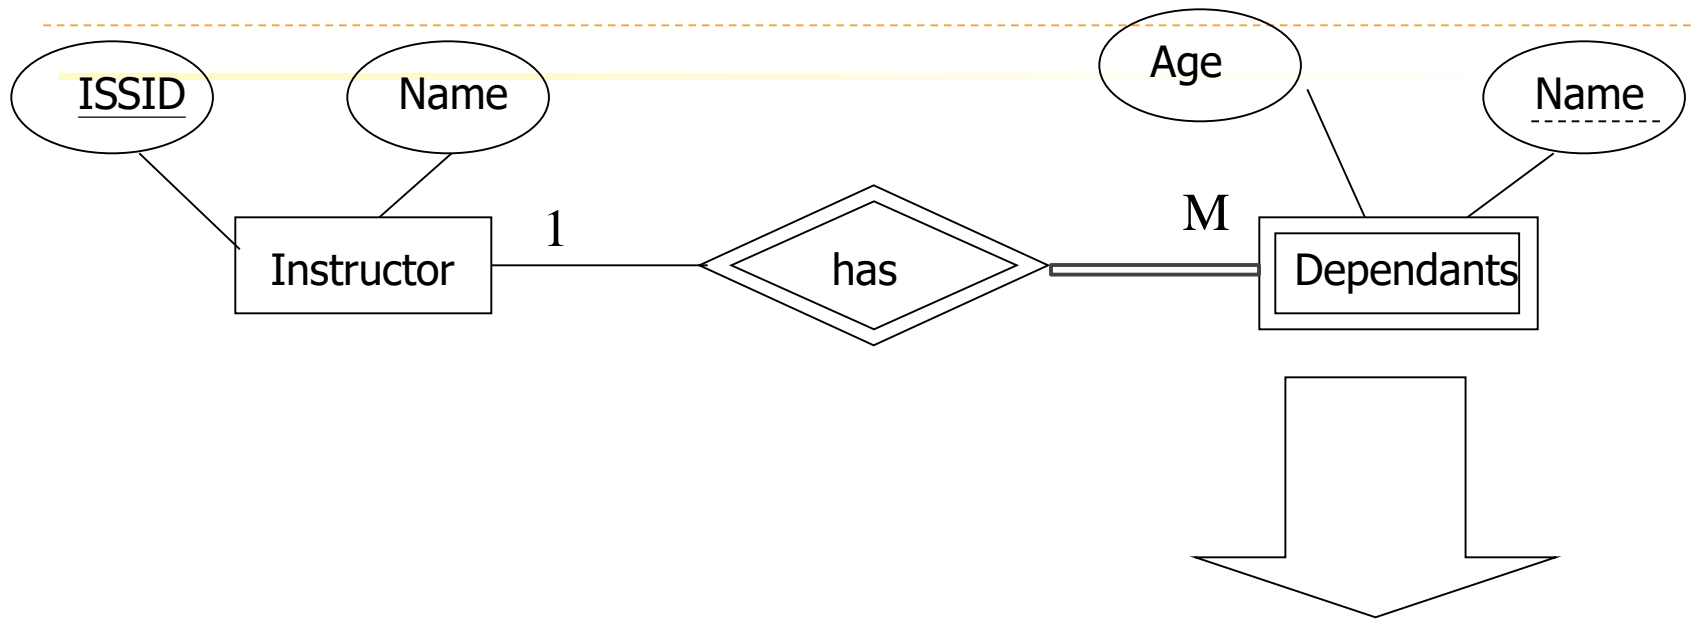 Age
ISSID
Name
Name
1
M
Instructor
has
Dependants